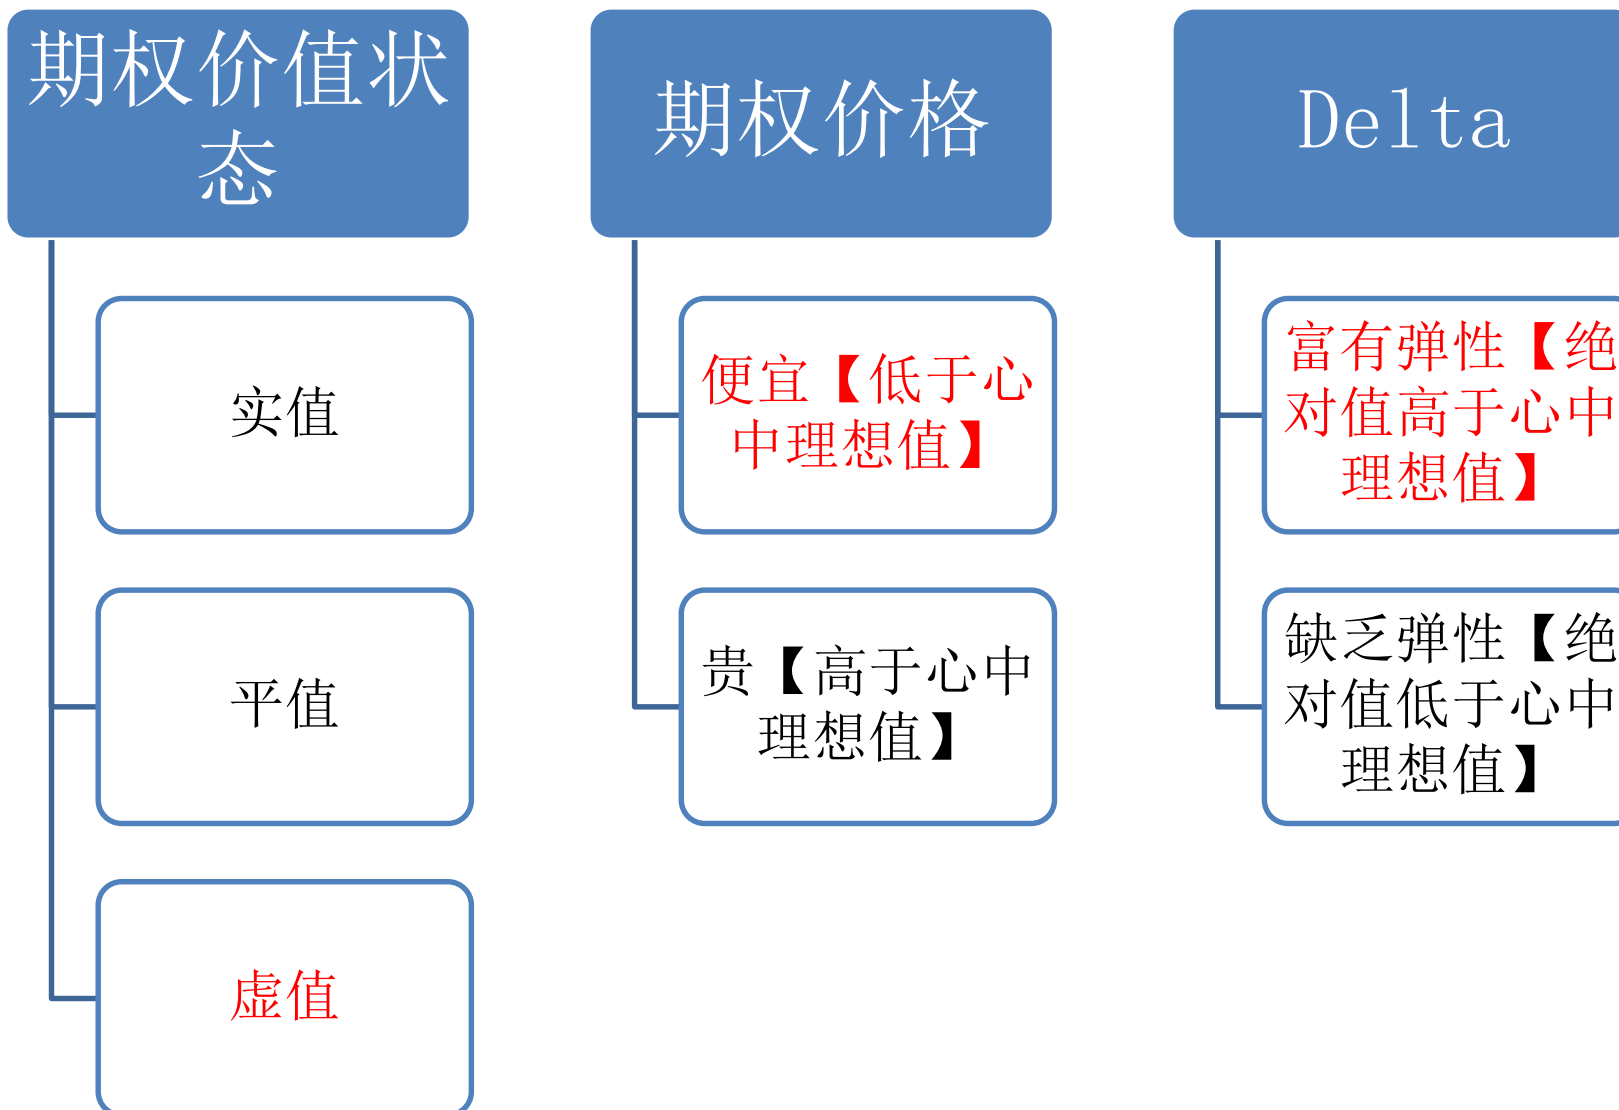 期权价值状
态
实值
平值
虚值
期权价格
便宜【低于心
中理想值】
贵【高于心中
理想值】
Delta
富有弹性【绝
对值高于心中
理想值】
缺乏弹性【绝
对值低于心中
理想值】